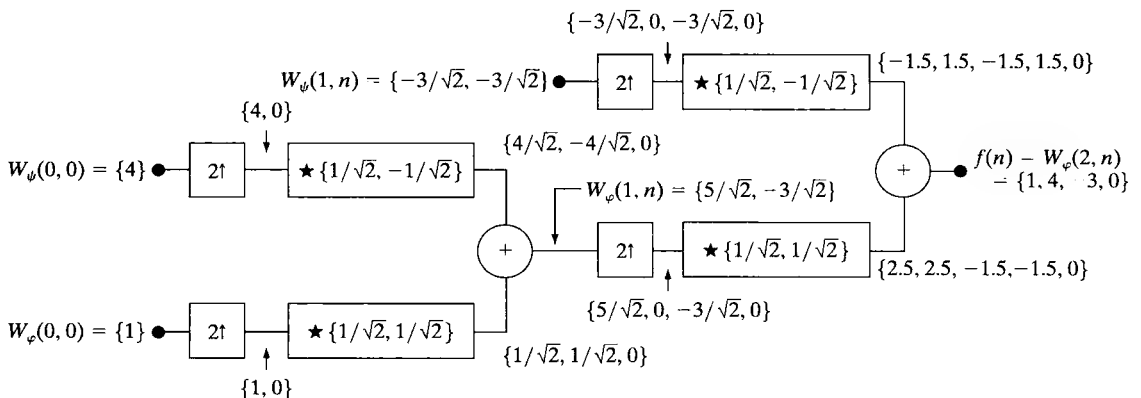 {−3/√2, 0, −3/√2, 0}
W_ψ(1, n) = {−3/√2, −3/√2}
2↑
★ {1/√2, −1/√2}
{−1.5, 1.5, −1.5, 1.5, 0}
{4, 0}
W_ψ(0, 0) = {4}
2↑
★ {1/√2, −1/√2}
{4/√2, −4/√2, 0}
+
f(n) − W_φ(2, n)
− {1, 4, 3, 0}
W_φ(1, n) = {5/√2, −3/√2}
+
2↑
★ {1/√2, 1/√2}
{2.5, 2.5, −1.5, −1.5, 0}
{5/√2, 0, −3/√2, 0}
W_φ(0, 0) = {1}
2↑
★ {1/√2, 1/√2}
{1/√2, 1/√2, 0}
{1, 0}